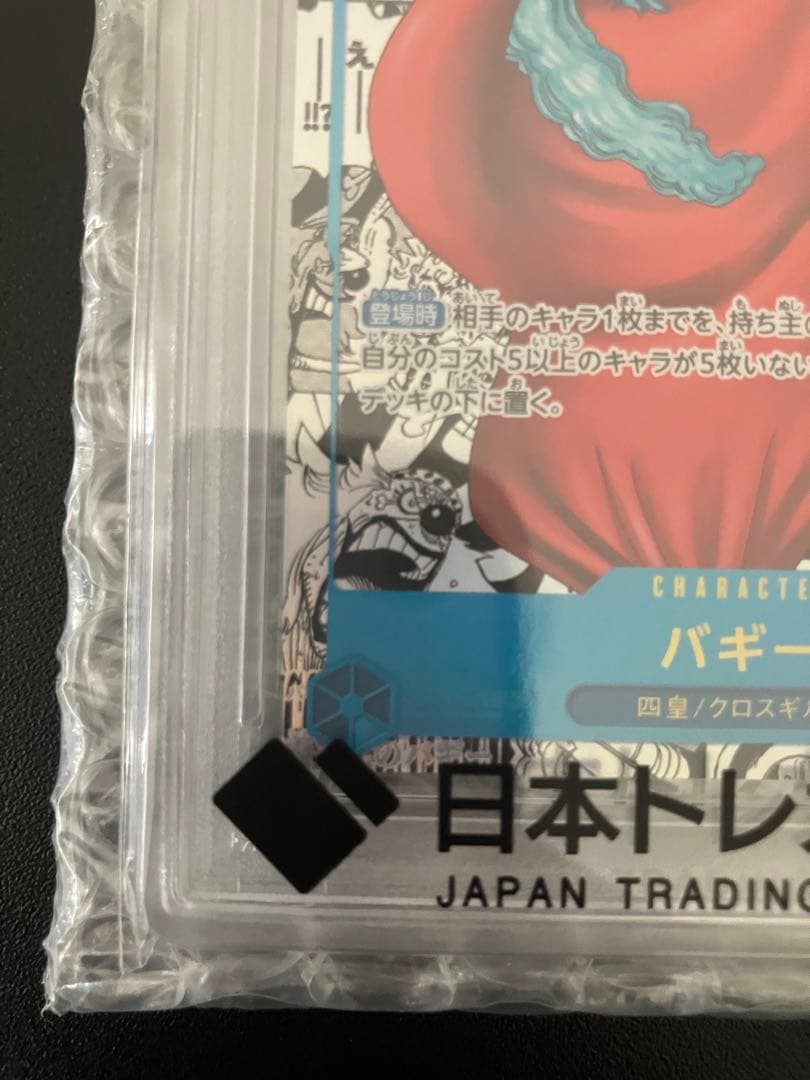 え
──
!!?
登場時 相手のキャラ1枚までを、持ち主
自分のコスト5以上のキャラが5枚いない
デッキの下に置く。
CHARACTE
バギー
四皇/クロスギル
日本トレ
JAPAN TRADING